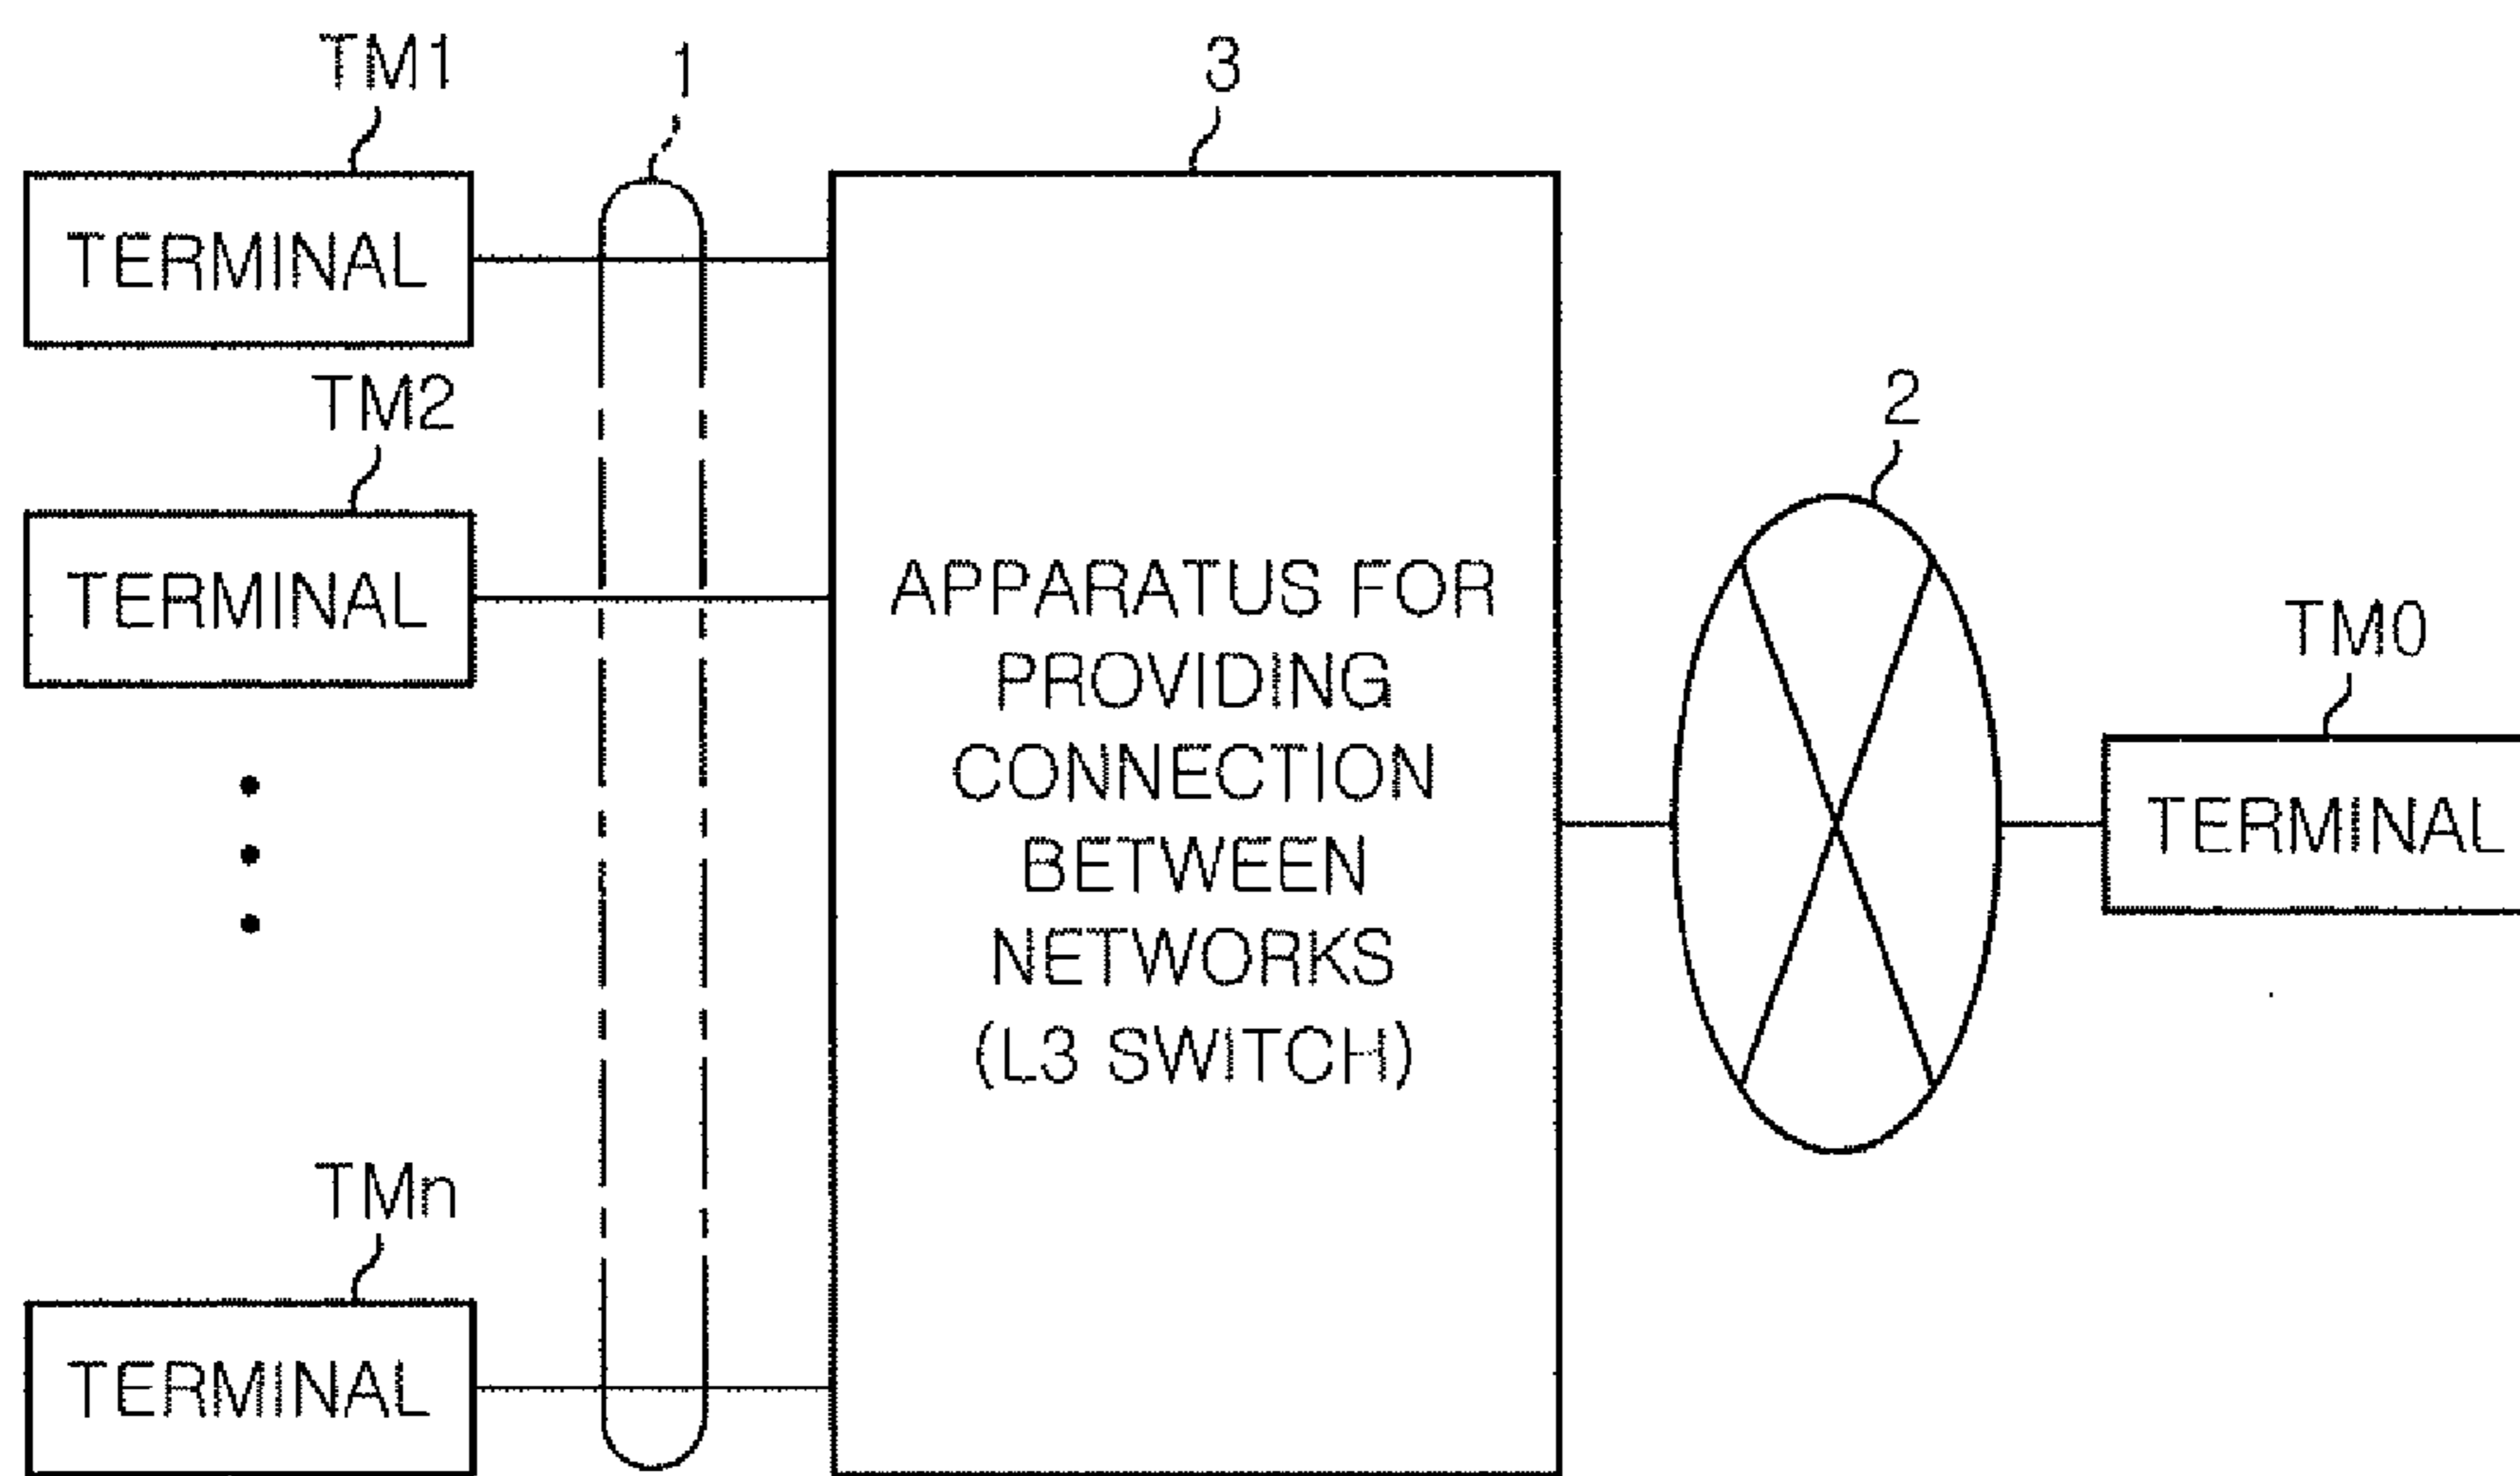 TM1
1
3
TERMINAL
TM2
2
TERMINAL
APPARATUS FOR
PROVIDING
CONNECTION
BETWEEN
NETWORKS
(L3 SWITCH)
TM0
TERMINAL
TMn
TERMINAL